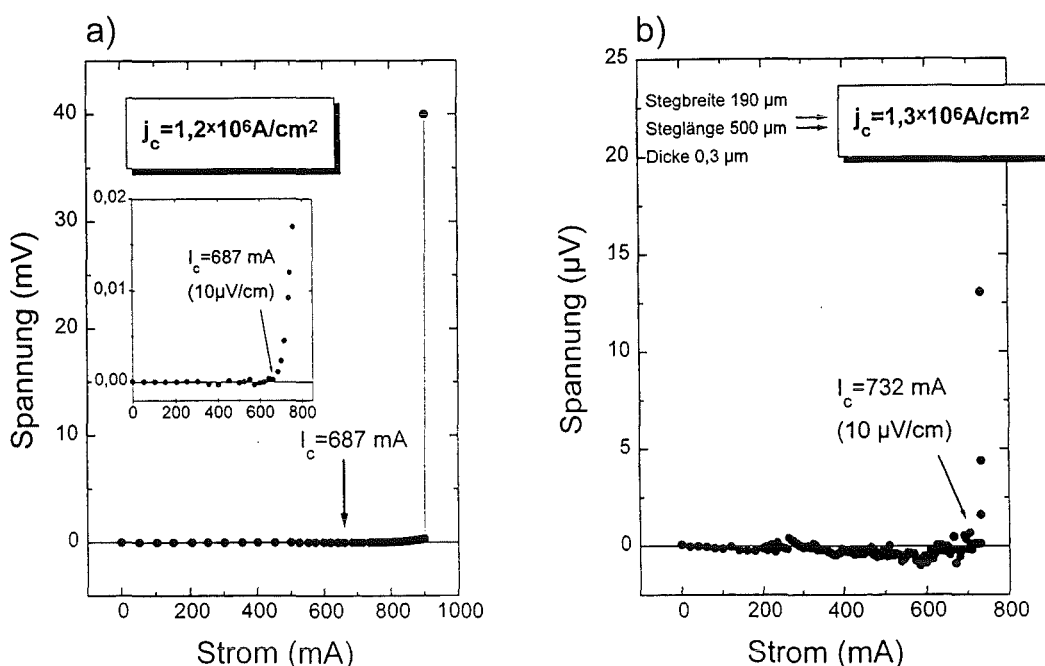 a)
j_c=1,2×10⁶A/cm²
Spannung (mV)
40
30
20
10
0
0,02
0,01
0,00
I_c=687 mA
(10µV/cm)
0 200 400 600 800
I_c=687 mA
0 200 400 600 800 1000
Strom (mA)
b)
Stegbreite 190 µm
Steglänge 500 µm
Dicke 0,3 µm
j_c=1,3×10⁶A/cm²
Spannung (µV)
25
20
15
10
5
0
I_c=732 mA
(10 µV/cm)
0 200 400 600 800
Strom (mA)